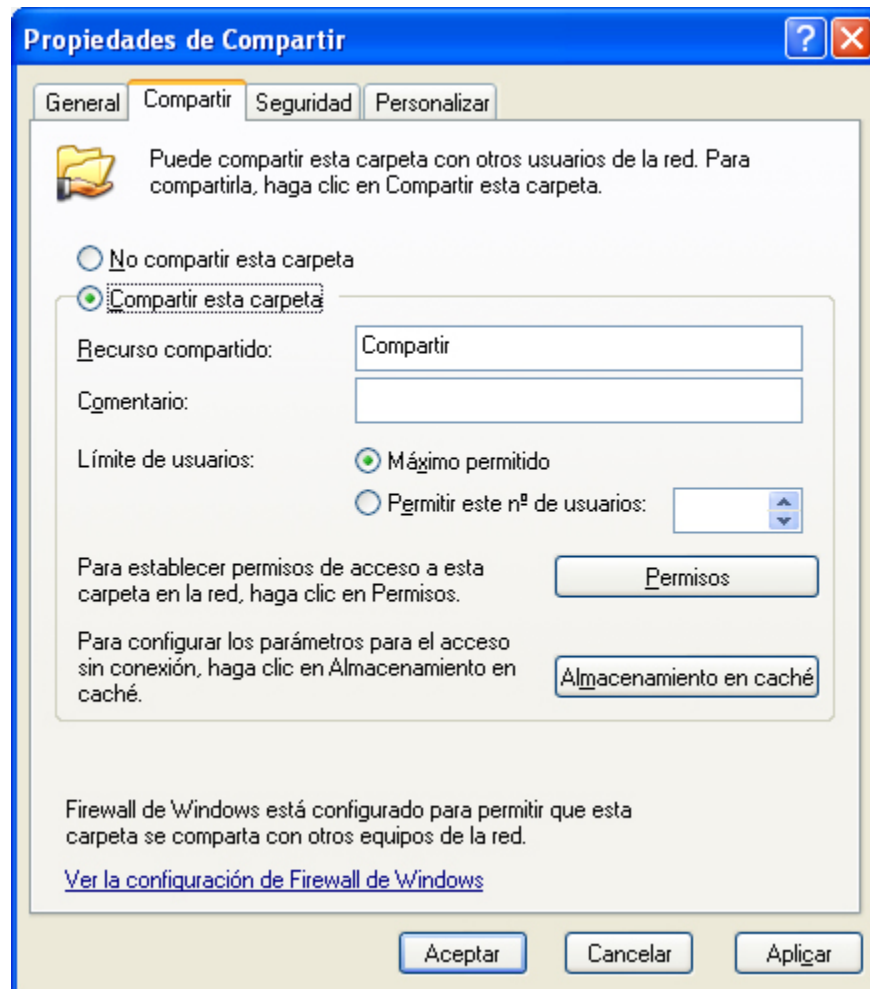 Propiedades de Compartir
General Compartir Seguridad Personalizar
Puede compartir esta carpeta con otros usuarios de la red. Para
compartirla, haga clic en Compartir esta carpeta.
No compartir esta carpeta
Compartir esta carpeta
Recurso compartido: Compartir
Comentario:
Límite de usuarios: Máximo permitido
Permitir este nº de usuarios:
Para establecer permisos de acceso a esta
carpeta en la red, haga clic en Permisos.
Permisos
Para configurar los parámetros para el acceso
sin conexión, haga clic en Almacenamiento en
caché.
Almacenamiento en caché
Firewall de Windows está configurado para permitir que esta
carpeta se comparta con otros equipos de la red.
Ver la configuración de Firewall de Windows
Aceptar Cancelar Aplicar